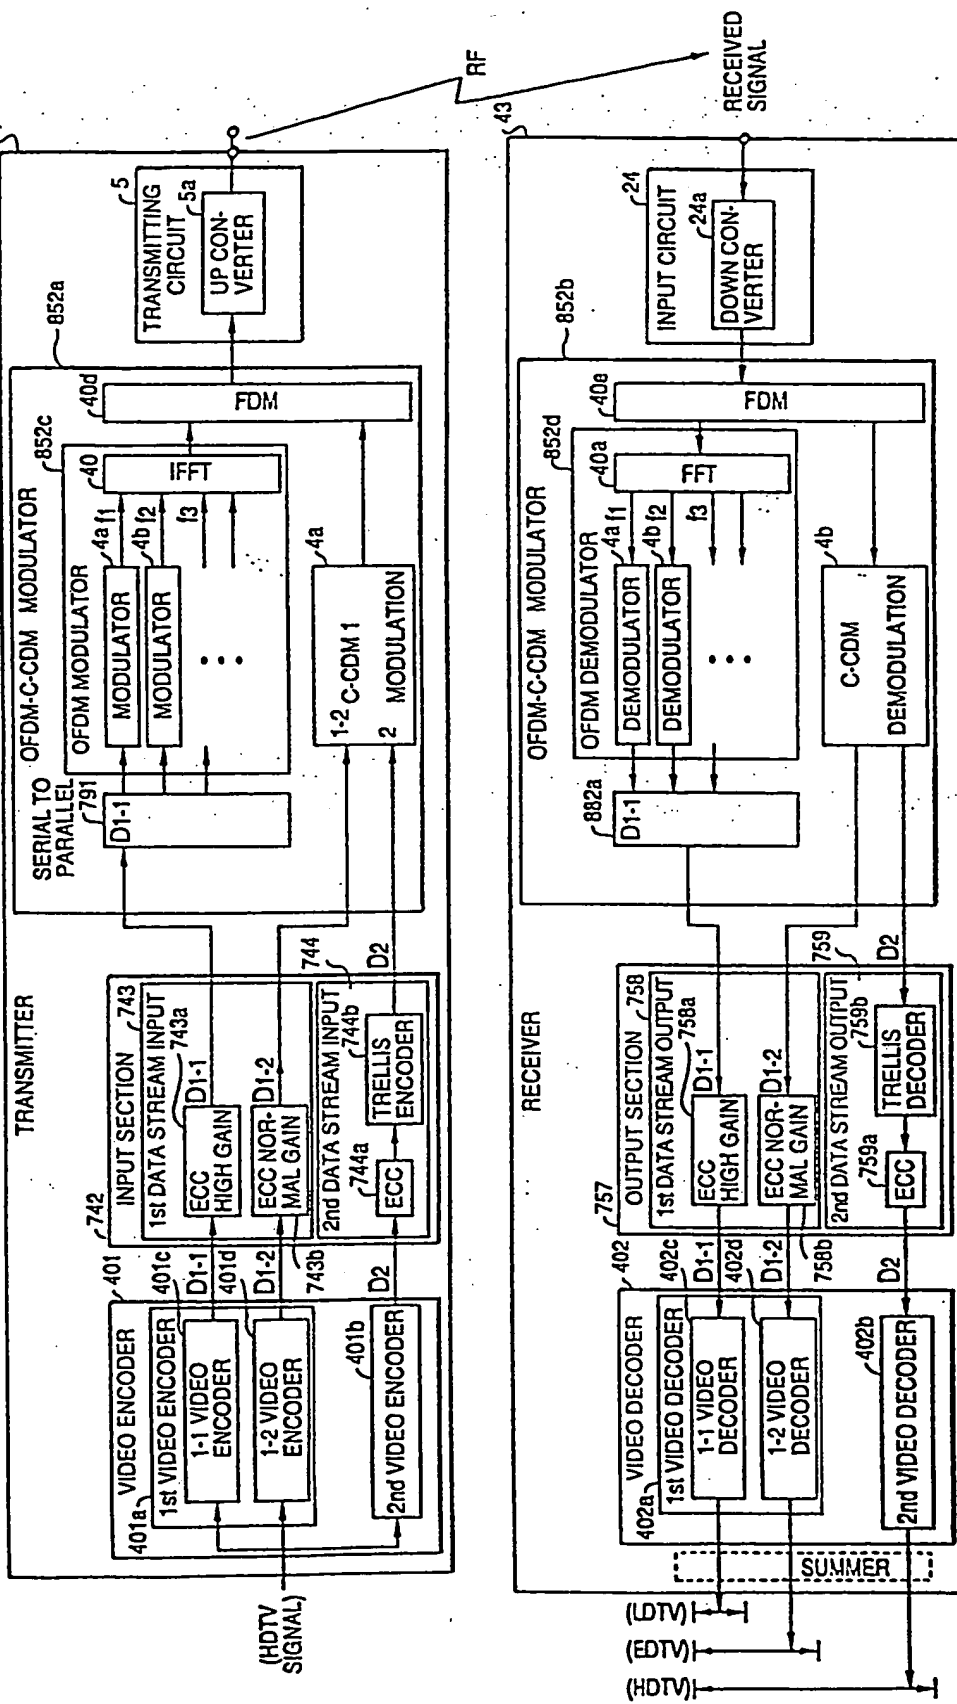 TRANSMITTER
(HDTV
SIGNAL)
VIDEO ENCODER
401
401a
1st VIDEO ENCODER
401c
1-1 VIDEO
ENCODER
D1-1
401d
1-2 VIDEO
ENCODER
D1-2
401b
2nd VIDEO ENCODER
D2
742
INPUT SECTION
743
1st DATA STREAM INPUT
743a
ECC
HIGH GAIN
D1-1
ECC NOR-
MAL GAIN
D1-2
743b
744
2nd DATA STREAM INPUT
744b
744a
ECC
TRELLIS
ENCODER
D2
852a
OFDM-C-CDM MODULATOR
SERIAL TO
PARALLEL
791
D1-1
852c
OFDM MODULATOR
4a
MODULATOR
f1
4b
MODULATOR
f2
f3
40
IFFT
4a
1-2
C-CDM 1
2
MODULATION
40d
FDM
5
TRANSMITTING
CIRCUIT
5a
UP CON-
VERTER
RF
RECEIVED
SIGNAL
43
RECEIVER
24
INPUT CIRCUIT
24a
DOWN CON-
VERTER
852b
OFDM-C-CDM MODULATOR
40e
FDM
852d
OFDM DEMODULATOR
40a
FFT
4a
f1
DEMODULATOR
4b
f2
DEMODULATOR
f3
882a
D1-1
4b
C-CDM
DEMODULATION
757
OUTPUT SECTION
758
1st DATA STREAM OUTPUT
758a
ECC
HIGH GAIN
D1-1
ECC NOR-
MAL GAIN
D1-2
758b
759
2nd DATA STREAM OUTPUT
759b
D2
TRELLIS
DECODER
759a
ECC
402
VIDEO DECODER
402a
1st VIDEO DECODER
402c
D1-1
1-1 VIDEO
DECODER
402d
D1-2
1-2 VIDEO
DECODER
402b
D2
2nd VIDEO DECODER
SUMMER
(LDTV)
(EDTV)
(HDTV)